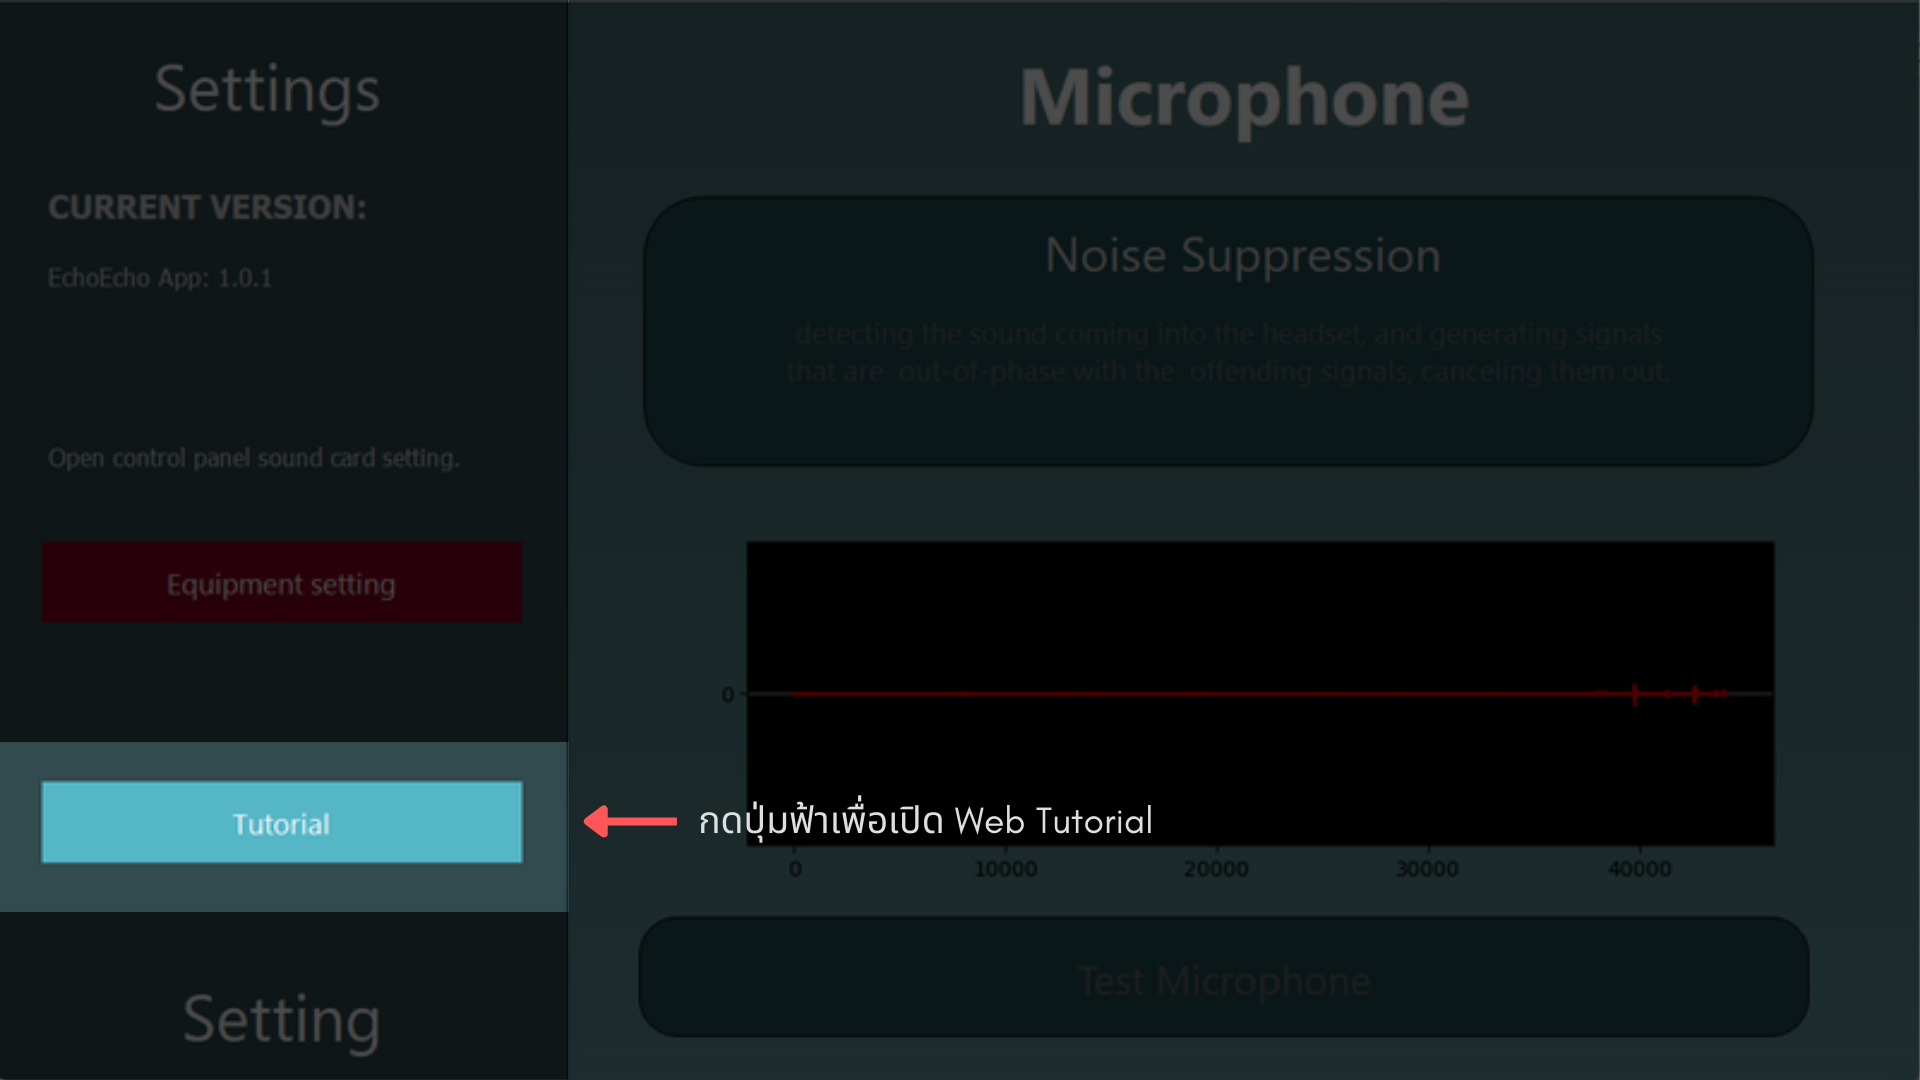 Settings
CURRENT VERSION:
EchoEcho App: 1.0.1
Open control panel sound card setting.
Equipment setting
Tutorial
Setting
Microphone
Noise Suppression
detecting the sound coming into the headset, and generating signals
that are out-of-phase with the offending signals, canceling them out.
0
กดปุ่มฟ้าเพื่อเปิด Web Tutorial
0 10000 20000 30000 40000
Test Microphone